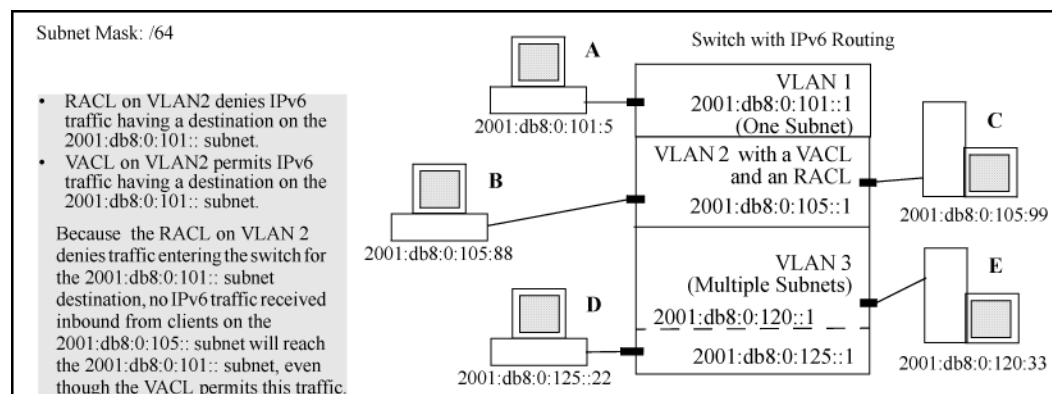 Subnet Mask: /64
• RACL on VLAN2 denies IPv6
traffic having a destination on the
2001:db8:0:101:: subnet.
• VACL on VLAN2 permits IPv6
traffic having a destination on the
2001:db8:0:101:: subnet.
Because the RACL on VLAN 2
denies traffic entering the switch for
the 2001:db8:0:101:: subnet
destination, no IPv6 traffic received
inbound from clients on the
2001:db8:0:105:: subnet will reach
the 2001:db8:0:101:: subnet, even
though the VACL permits this traffic.
A
2001:db8:0:101:5
B
2001:db8:0:105:88
D
2001:db8:0:125::22
Switch with IPv6 Routing
VLAN 1
2001:db8:0:101::1
(One Subnet)
VLAN 2 with a VACL
and an RACL
2001:db8:0:105::1
VLAN 3
(Multiple Subnets)
2001:db8:0:120::1
2001:db8:0:125::1
C
2001:db8:0:105:99
E
2001:db8:0:120:33